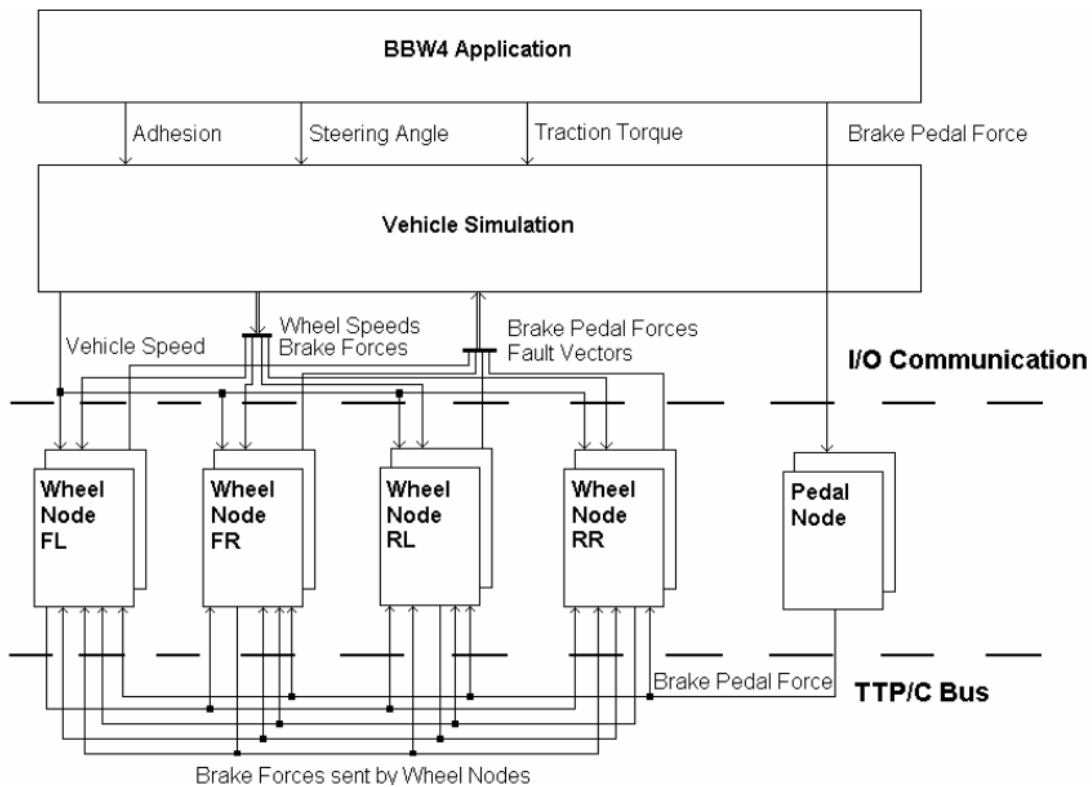 BBW4 Application
Adhesion
Steering Angle
Traction Torque
Brake Pedal Force
Vehicle Simulation
Vehicle Speed
Wheel Speeds
Brake Forces
Brake Pedal Forces
Fault Vectors
I/O Communication
Wheel
Node
FL
Wheel
Node
FR
Wheel
Node
RL
Wheel
Node
RR
Pedal
Node
Brake Pedal Force
TTP/C Bus
Brake Forces sent by Wheel Nodes